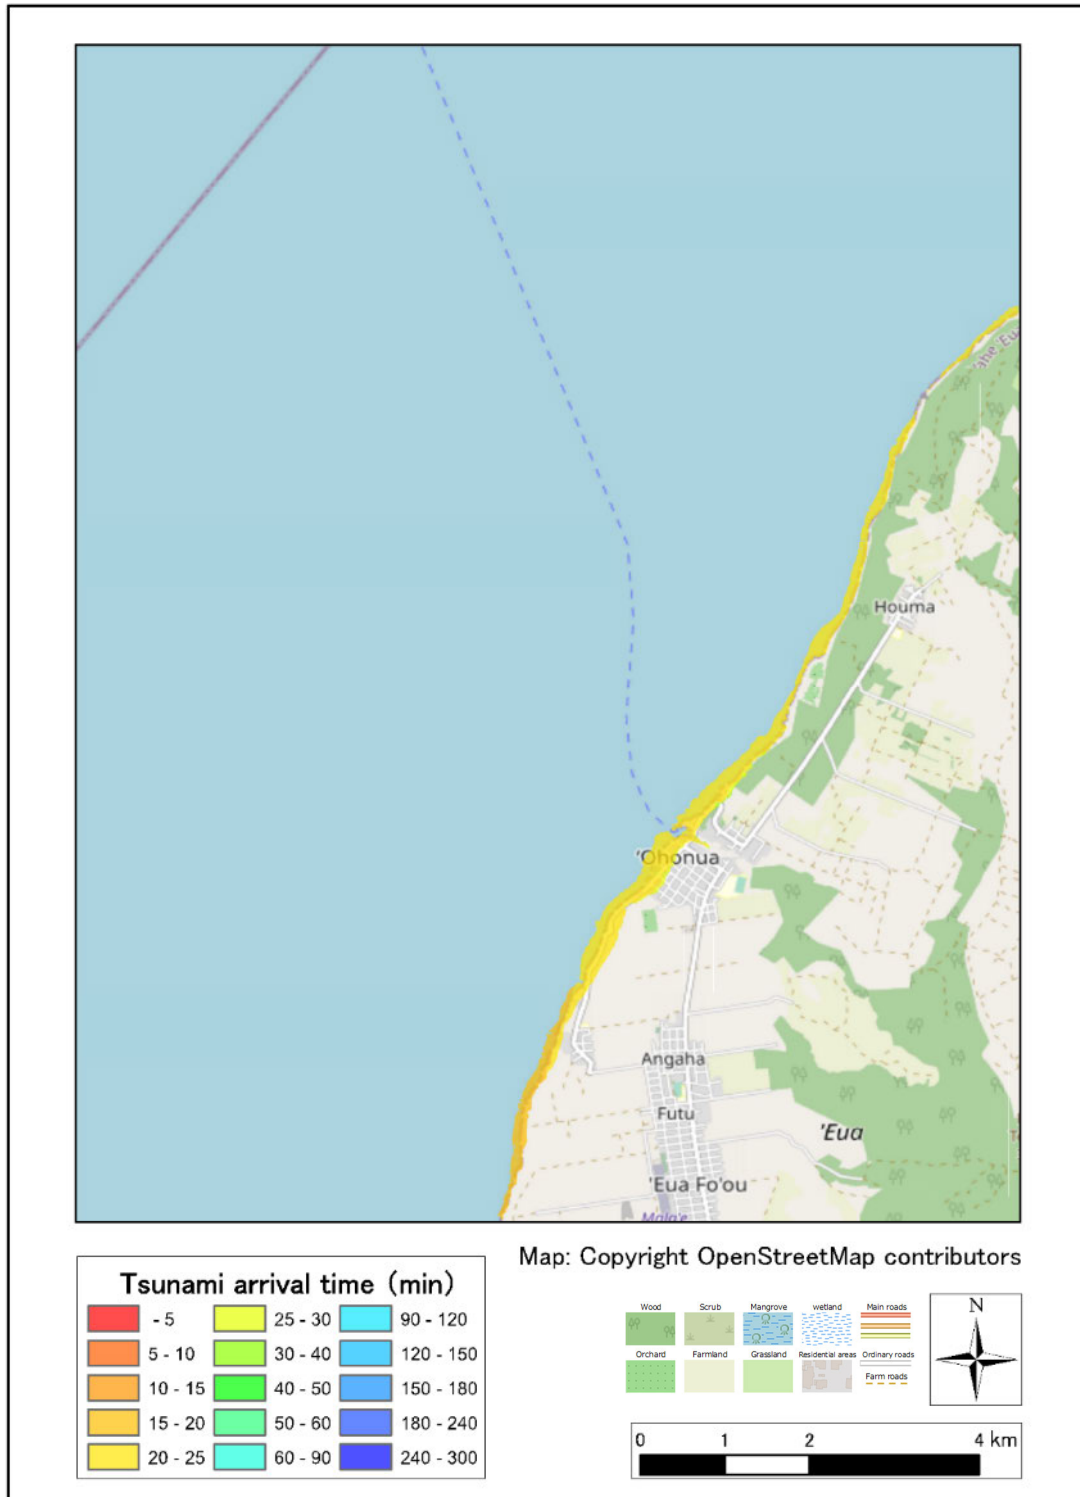 Houma
'Ohonua
Angaha
Futu
'Eua
'Eua Fo'ou
Map: Copyright OpenStreetMap contributors
Tsunami arrival time (min)
- 5
25 - 30
90 - 120
5 - 10
30 - 40
120 - 150
10 - 15
40 - 50
150 - 180
15 - 20
50 - 60
180 - 240
20 - 25
60 - 90
240 - 300
Wood
Scrub
Mangrove
wetland
Main roads
Orchard
Farmland
Grassland
Residential areas
Ordinary roads
Farm roads
N
0 1 2 4 km